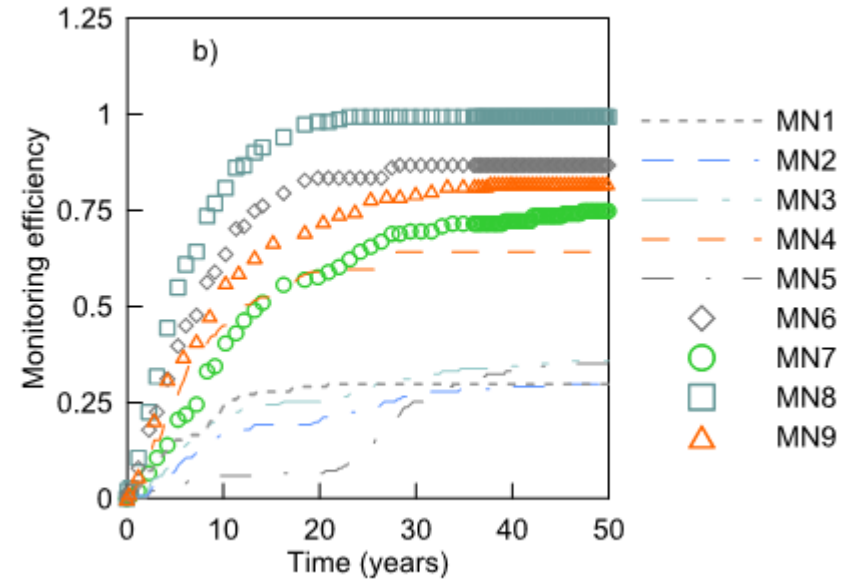 b)
Monitoring efficiency
1.25
1
0.75
0.5
0.25
0
0 10 20 30 40 50
Time (years)
MN1
MN2
MN3
MN4
MN5
MN6
MN7
MN8
MN9